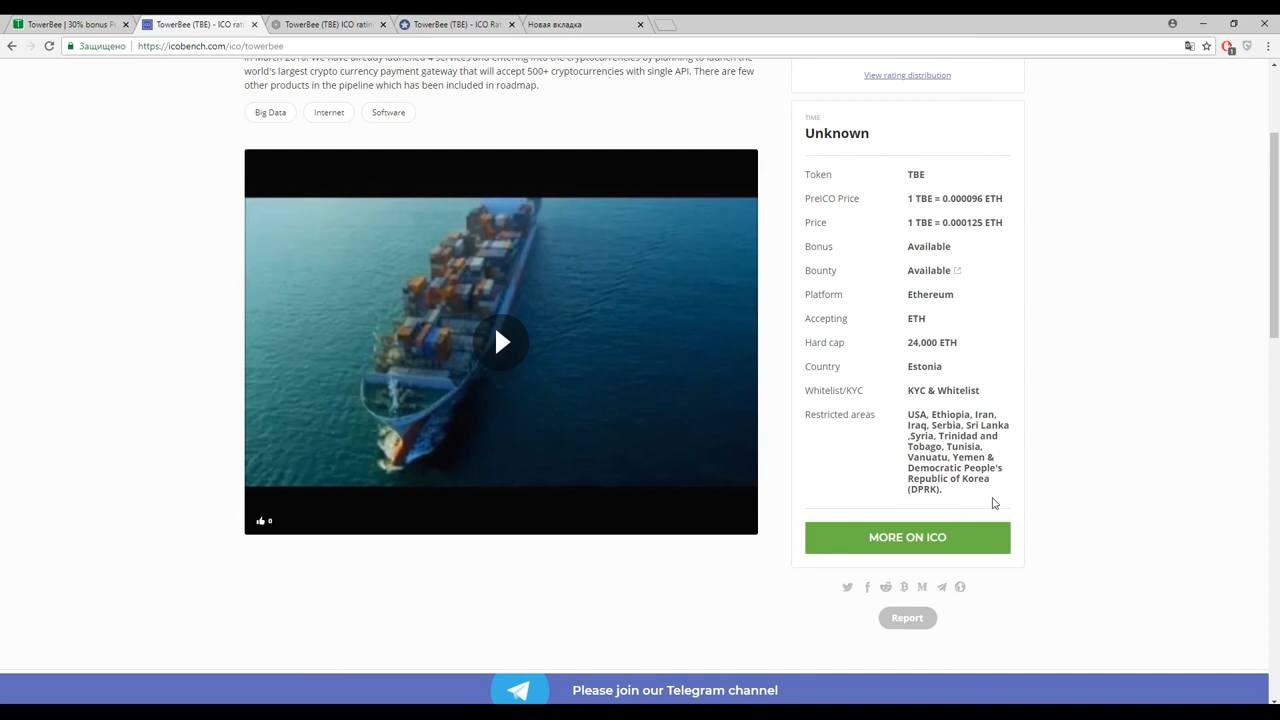 TowerBee | 30% bonus P
TowerBee (TBE) - ICO rat
TowerBee (TBE) ICO rating
TowerBee (TBE) - ICO Ra
Новая вкладка
Защищено
https://icobench.com/ico/towerbee
1
world's largest crypto currency payment gateway that will accept 500+ cryptocurrencies with single API. There are few
other products in the pipeline which has been included in roadmap.
Big Data
Internet
Software
0
View rating distribution
TIME
Unknown
Token TBE
PreICO Price 1 TBE = 0.000096 ETH
Price 1 TBE = 0.000125 ETH
Bonus Available
Bounty Available
Platform Ethereum
Accepting ETH
Hard cap 24,000 ETH
Country Estonia
Whitelist/KYC KYC & Whitelist
Restricted areas USA, Ethiopia, Iran,
Iraq, Serbia, Sri Lanka
,Syria, Trinidad and
Tobago, Tunisia,
Vanuatu, Yemen &
Democratic People's
Republic of Korea
(DPRK).
MORE ON ICO
Report
Please join our Telegram channel